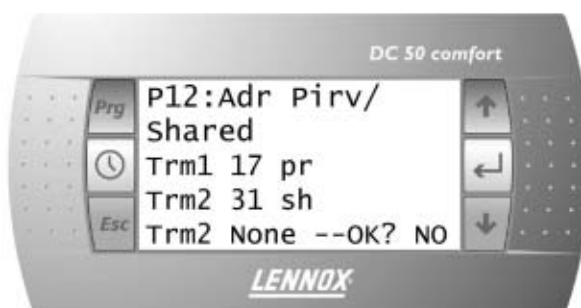 DC 50 comfort
Prg
Esc
P12:Adr Pirv/
Shared
Trm1 17 pr
Trm2 31 sh
Trm2 None --OK? NO
LENNOX